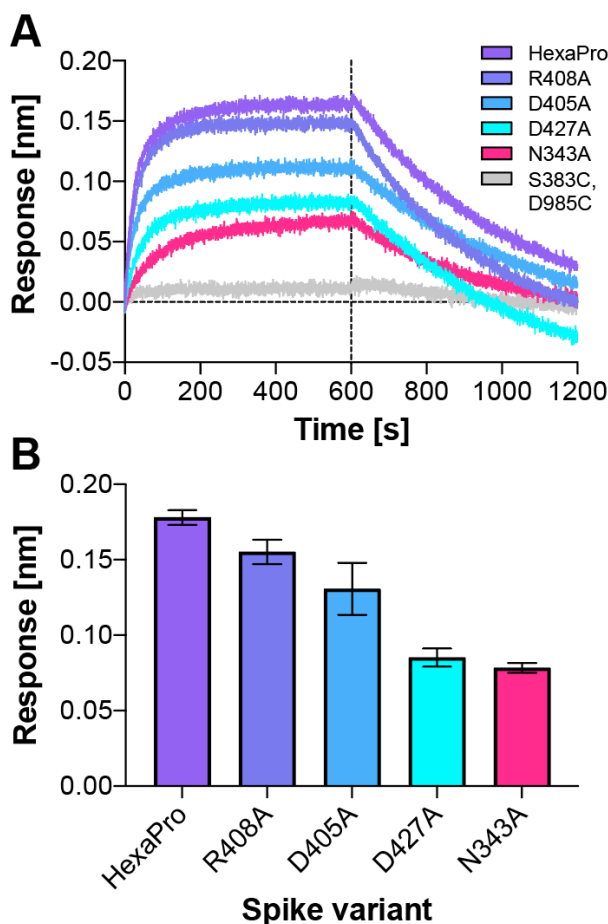 A
0.20
0.15
0.10
0.05
0.00
-0.05
Response [nm]
0
200
400
600
800
1000
1200
Time [s]
HexaPro
R408A
D405A
D427A
N343A
S383C,
D985C
B
0.20
0.15
0.10
0.05
0.00
Response [nm]
HexaPro
R408A
D405A
D427A
N343A
Spike variant